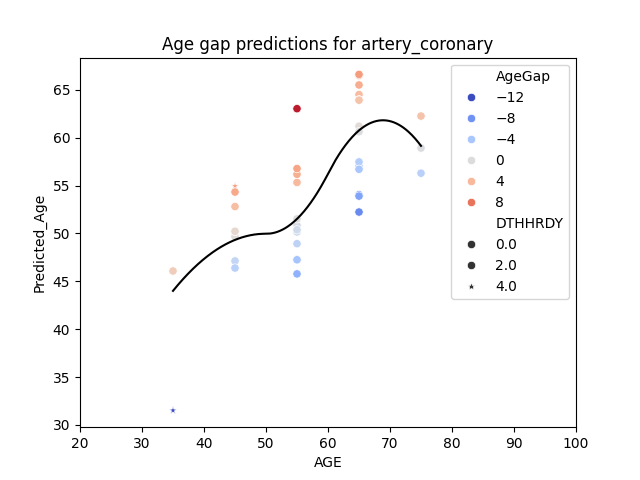 Age gap predictions for artery_coronary
Predicted_Age
65
60
55
50
45
40
35
30
20 30 40 50 60 70 80 90 100
AGE
AgeGap
−12
−8
−4
0
4
8
DTHHRDY
0.0
2.0
4.0